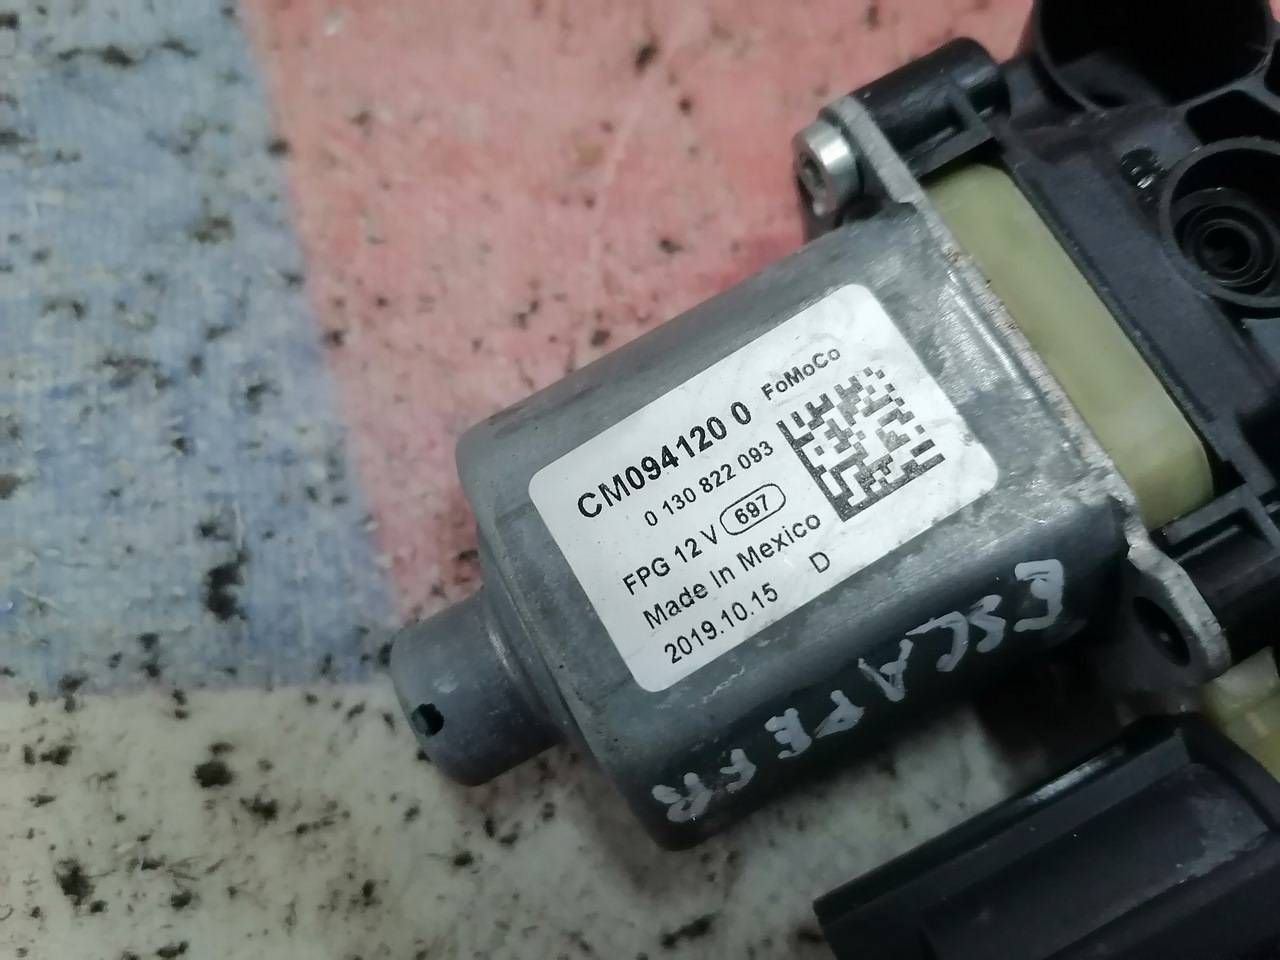 FoMoCo
CM094120 0
0 130 822 093
FPG 12 V 697
Made In Mexico
2019.10.15 D
ESCAPE FR